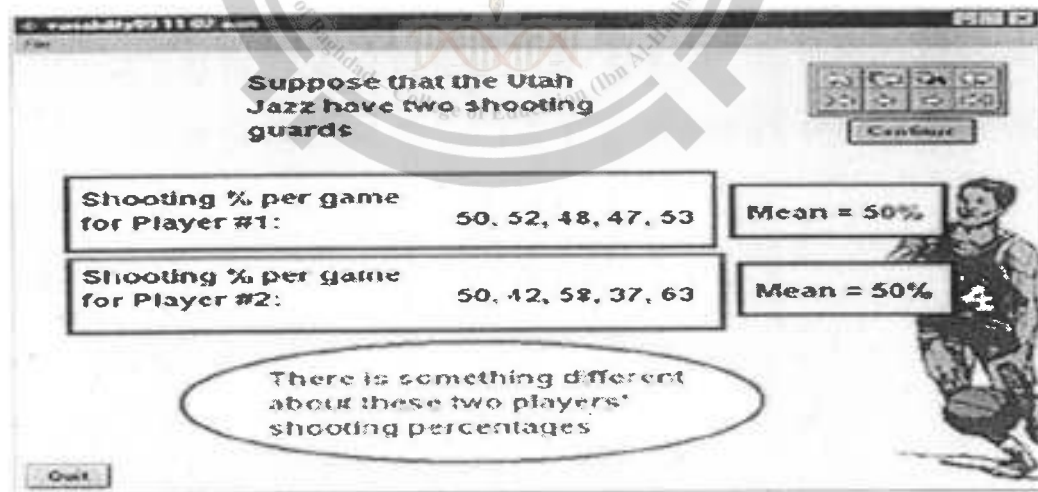 Suppose that the Utah
Jazz have two shooting
guards
Continue
Shooting % per game
for Player #1:
50, 52, 48, 47, 53
Mean = 50%
Shooting % per game
for Player #2:
50, 42, 58, 37, 63
Mean = 50%
There is something different
about these two players'
shooting percentages
Quit